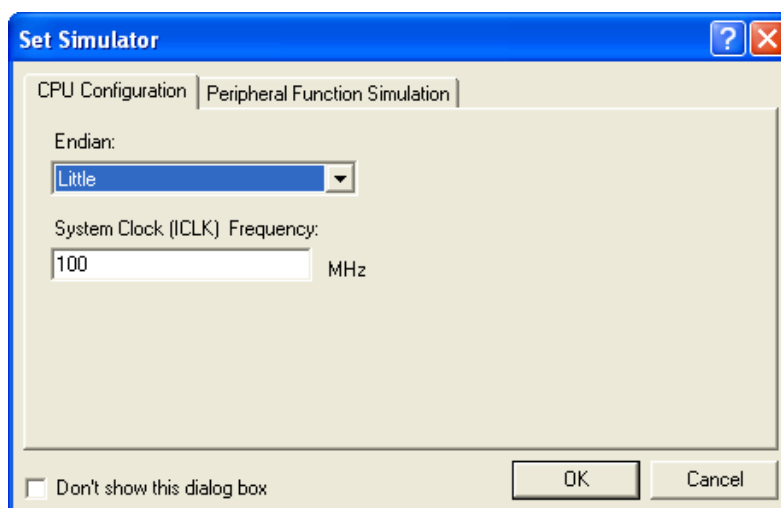 Set Simulator
CPU Configuration Peripheral Function Simulation
Endian:
Little
System Clock (ICLK) Frequency:
100 MHz
Don't show this dialog box OK Cancel